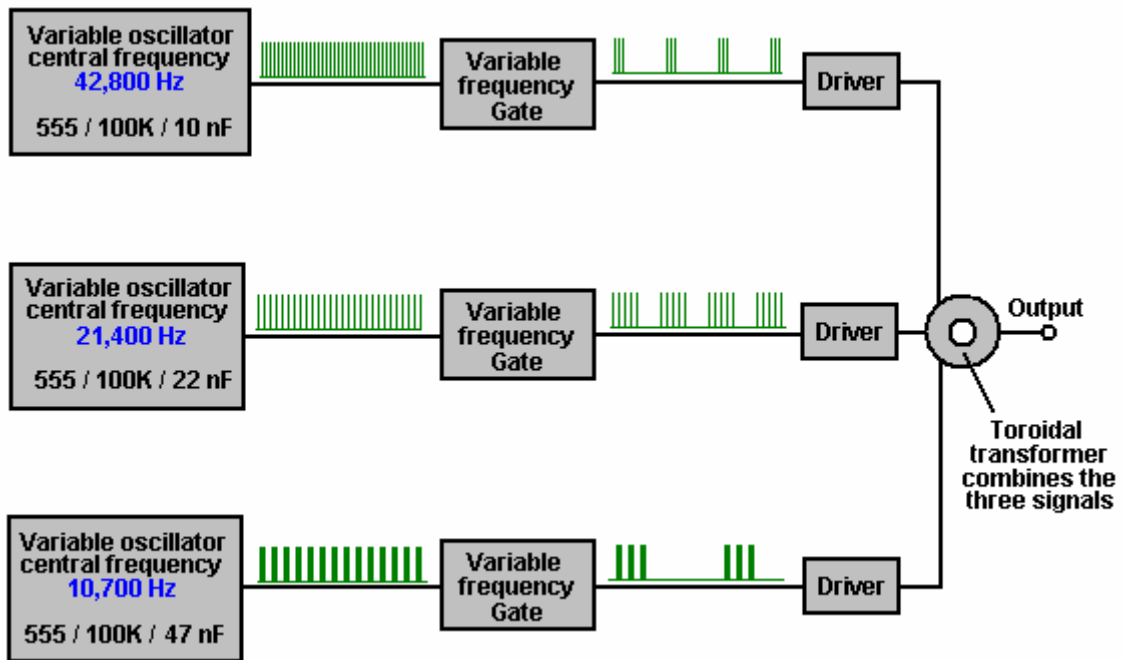 Variable oscillator
central frequency
42,800 Hz
555 / 100K / 10 nF
Variable
frequency
Gate
Driver
Variable oscillator
central frequency
21,400 Hz
555 / 100K / 22 nF
Variable
frequency
Gate
Driver
Output
Toroidal
transformer
combines the
three signals
Variable oscillator
central frequency
10,700 Hz
555 / 100K / 47 nF
Variable
frequency
Gate
Driver